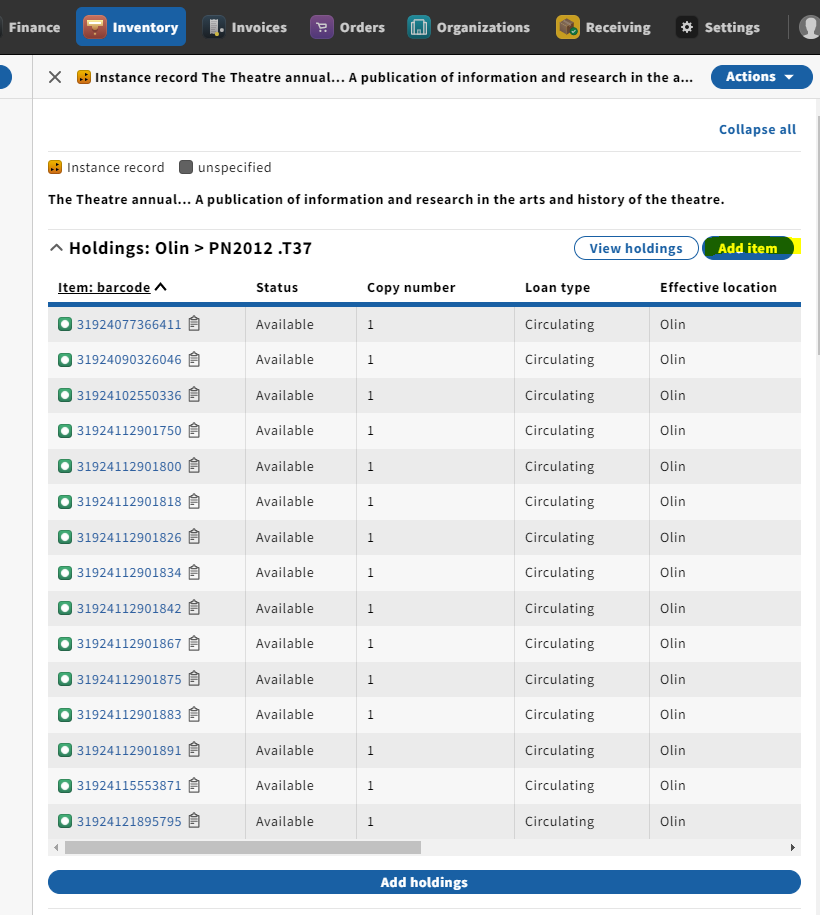 Finance Inventory Invoices Orders Organizations Receiving Settings
Instance record The Theatre annual... A publication of information and research in the a... Actions
Collapse all
Instance record unspecified
The Theatre annual... A publication of information and research in the arts and history of the theatre.
Holdings: Olin > PN2012 .T37 View holdings Add item
Item: barcode Status Copy number Loan type Effective location
31924077366411 Available 1 Circulating Olin
31924090326046 Available 1 Circulating Olin
31924102550336 Available 1 Circulating Olin
31924112901750 Available 1 Circulating Olin
31924112901800 Available 1 Circulating Olin
31924112901818 Available 1 Circulating Olin
31924112901826 Available 1 Circulating Olin
31924112901834 Available 1 Circulating Olin
31924112901842 Available 1 Circulating Olin
31924112901867 Available 1 Circulating Olin
31924112901875 Available 1 Circulating Olin
31924112901883 Available 1 Circulating Olin
31924112901891 Available 1 Circulating Olin
31924115553871 Available 1 Circulating Olin
31924121895795 Available 1 Circulating Olin
Add holdings